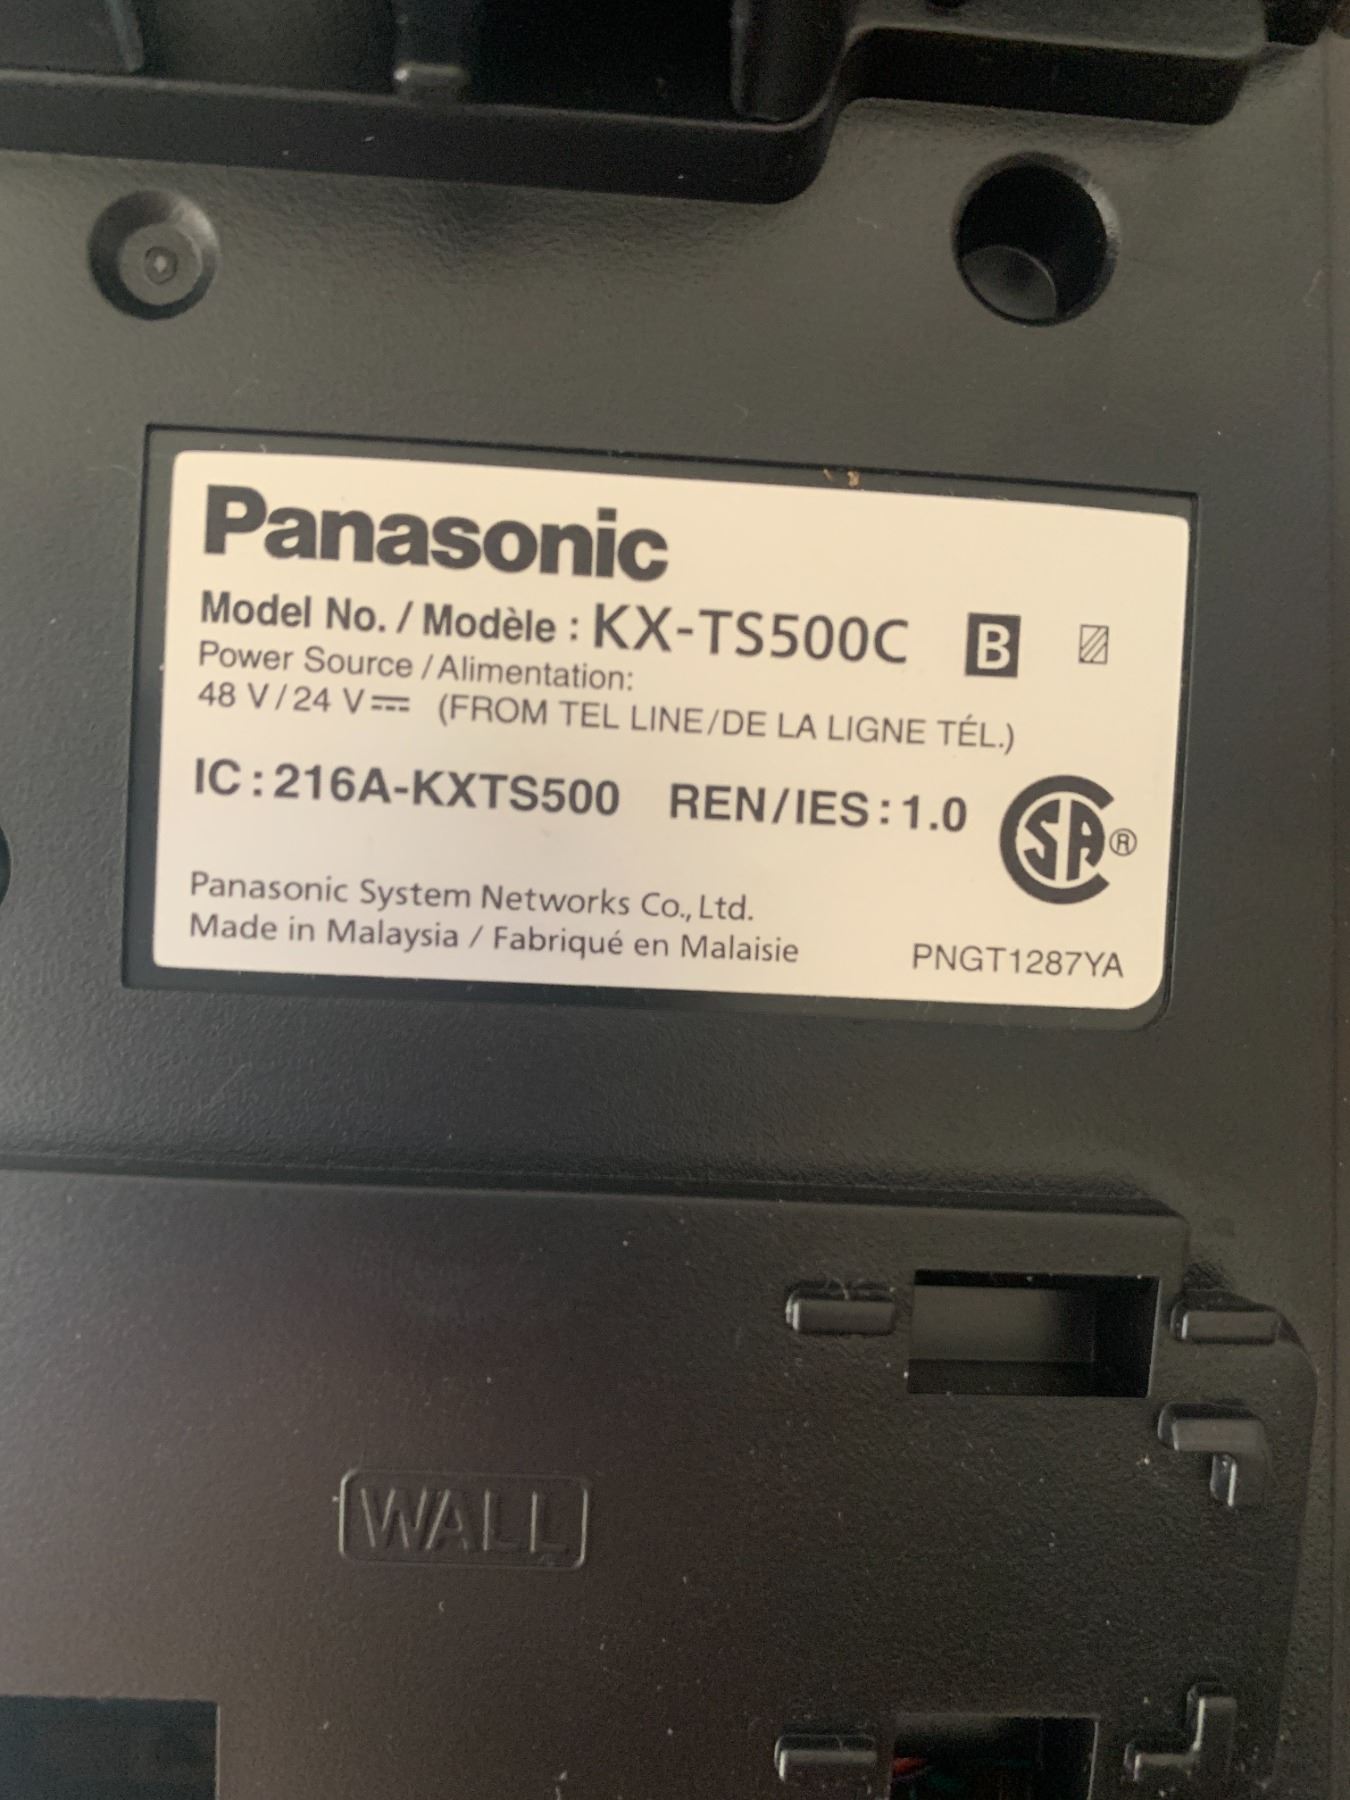 Panasonic
Model No. / Modèle : KX-TS500C B
Power Source / Alimentation:
48 V / 24 V⎓ (FROM TEL LINE/DE LA LIGNE TÉL.)
IC : 216A-KXTS500 REN/IES : 1.0
SA ®
Panasonic System Networks Co., Ltd.
Made in Malaysia / Fabriqué en Malaisie PNGT1287YA
WALL